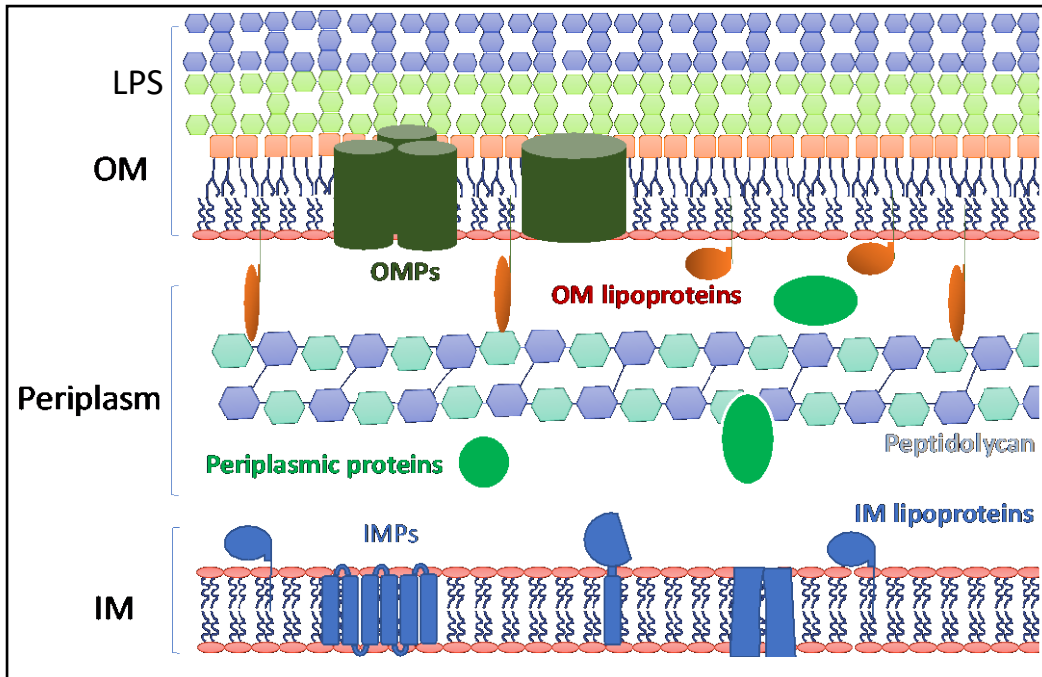 LPS
OM
OMPs
OM lipoproteins
Periplasm
Peptidolycan
Periplasmic proteins
IM lipoproteins
IMPs
IM